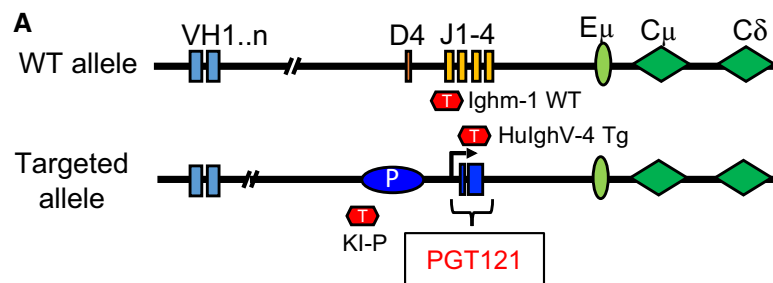 A
VH1..n D4 J1-4 Eμ Cμ Cδ
WT allele
T Ighm-1 WT
T HuIghV-4 Tg
Targeted
allele
P
T
KI-P
PGT121